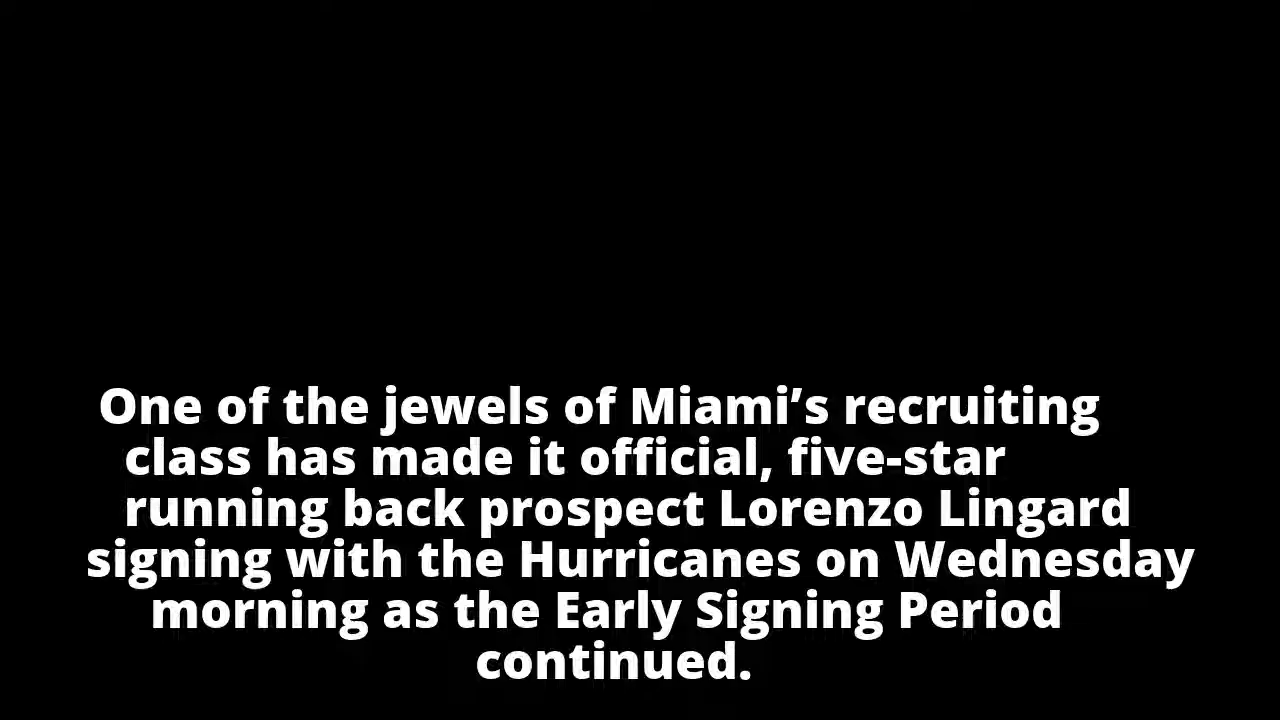 One of the jewels of Miami’s recruiting
class has made it official, five-star
running back prospect Lorenzo Lingard
signing with the Hurricanes on Wednesday
morning as the Early Signing Period
continued.